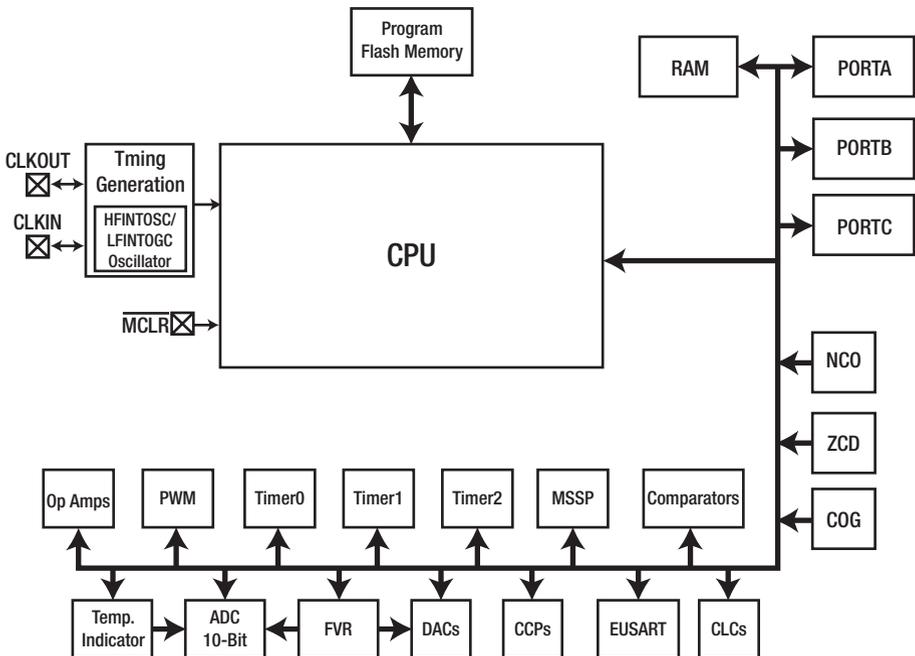 Program
Flash Memory
RAM
PORTA
PORTB
PORTC
CLKOUT
CLKIN
Tming
Generation
HFINTOSC/
LFINTOGC
Oscillator
MCLR
CPU
NCO
ZCD
COG
Op Amps
PWM
Timer0
Timer1
Timer2
MSSP
Comparators
Temp.
Indicator
ADC
10-Bit
FVR
DACs
CCPs
EUSART
CLCs